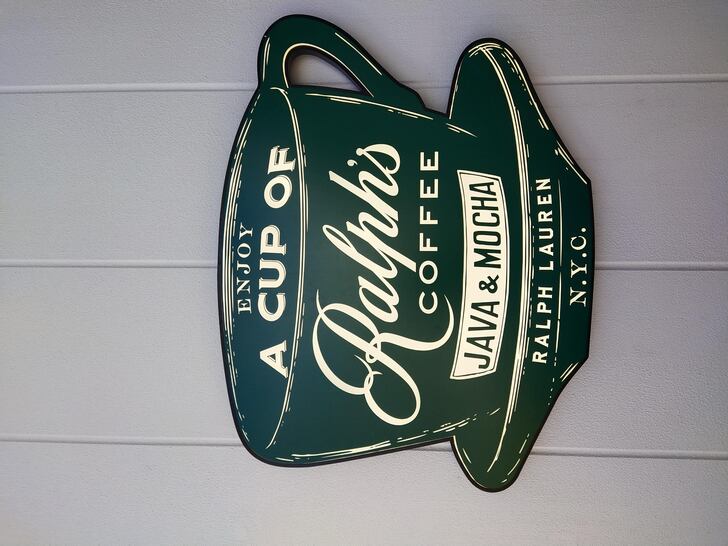 ENJOY
A CUP OF
Ralph's
COFFEE
JAVA & MOCHA
RALPH LAUREN
N.Y.C.